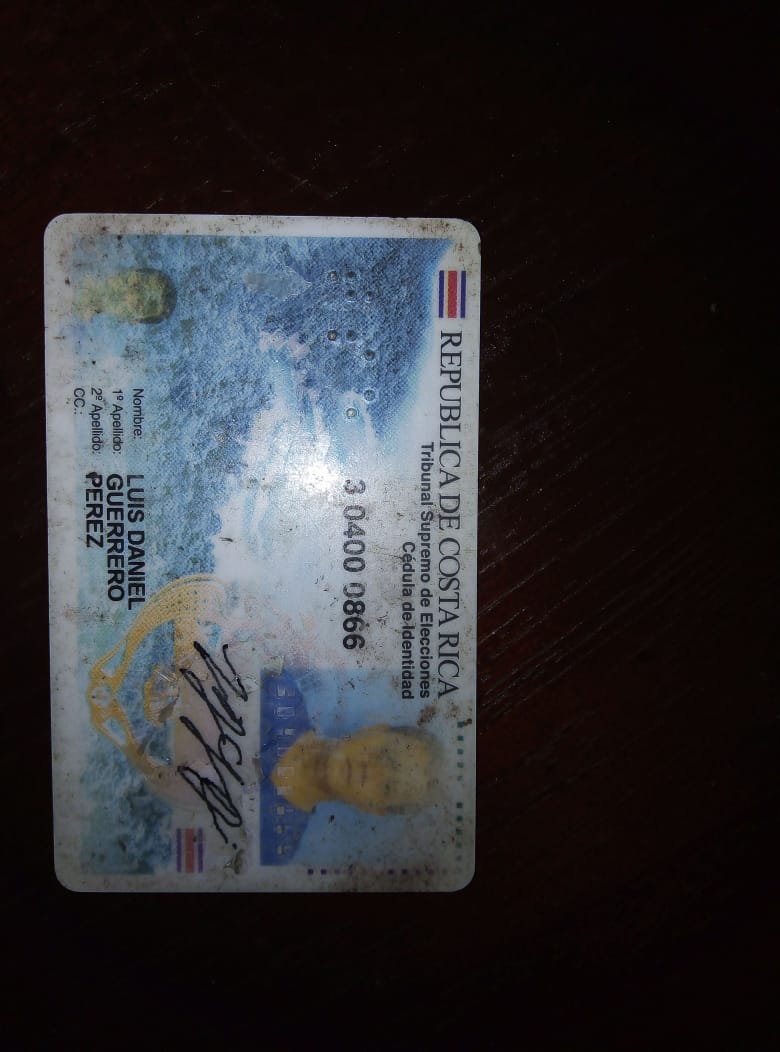 REPUBLICA DE COSTA RICA
Tribunal Supremo de Elecciones
Cédula de Identidad
3 0400 0866
Nombre: LUIS DANIEL
1º Apellido: GUERRERO
2º Apellido: PEREZ
CC.: